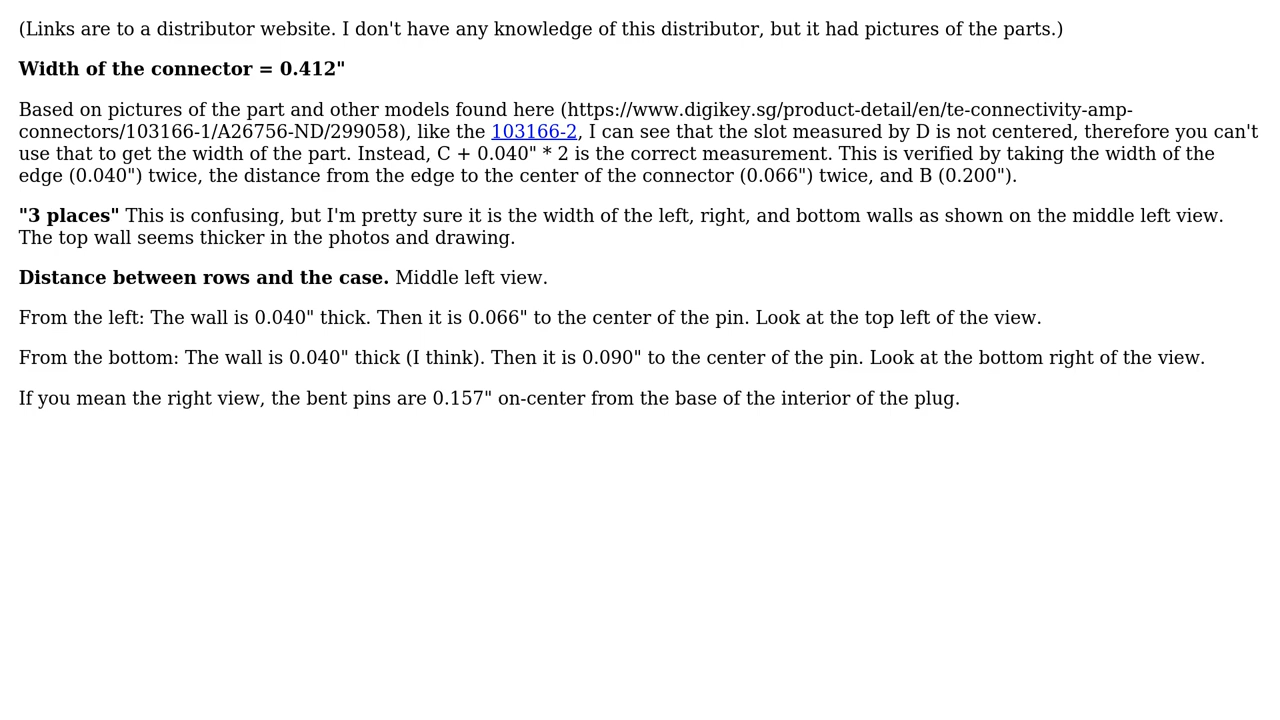 (Links are to a distributor website. I don't have any knowledge of this distributor, but it had pictures of the parts.)
Width of the connector = 0.412"
Based on pictures of the part and other models found here (https://www.digikey.sg/product-detail/en/te-connectivity-amp-
connectors/103166-1/A26756-ND/299058), like the 103166-2, I can see that the slot measured by D is not centered, therefore you can't
use that to get the width of the part. Instead, C + 0.040" * 2 is the correct measurement. This is verified by taking the width of the
edge (0.040") twice, the distance from the edge to the center of the connector (0.066") twice, and B (0.200").
"3 places" This is confusing, but I'm pretty sure it is the width of the left, right, and bottom walls as shown on the middle left view.
The top wall seems thicker in the photos and drawing.
Distance between rows and the case. Middle left view.
From the left: The wall is 0.040" thick. Then it is 0.066" to the center of the pin. Look at the top left of the view.
From the bottom: The wall is 0.040" thick (I think). Then it is 0.090" to the center of the pin. Look at the bottom right of the view.
If you mean the right view, the bent pins are 0.157" on-center from the base of the interior of the plug.